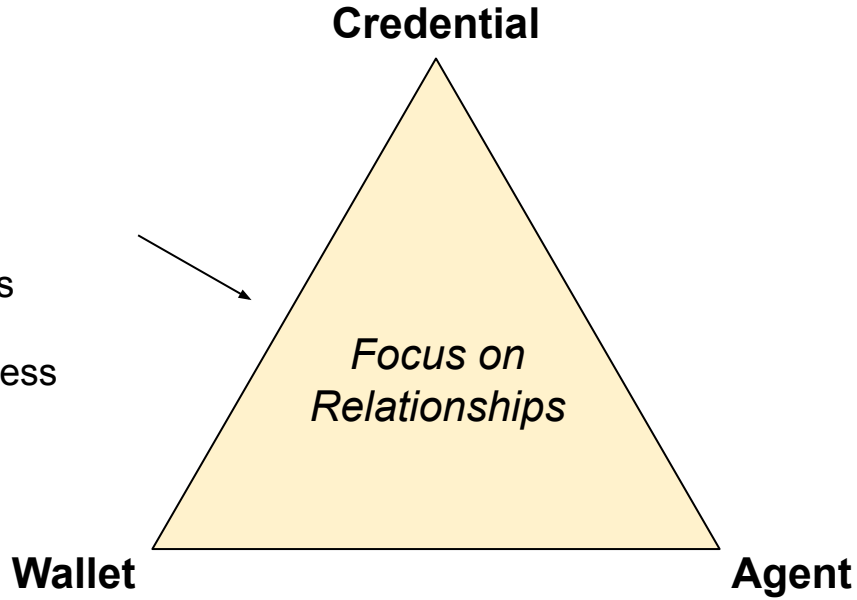 Credential
s
Focus on
ess
Relationships
Wallet Agent